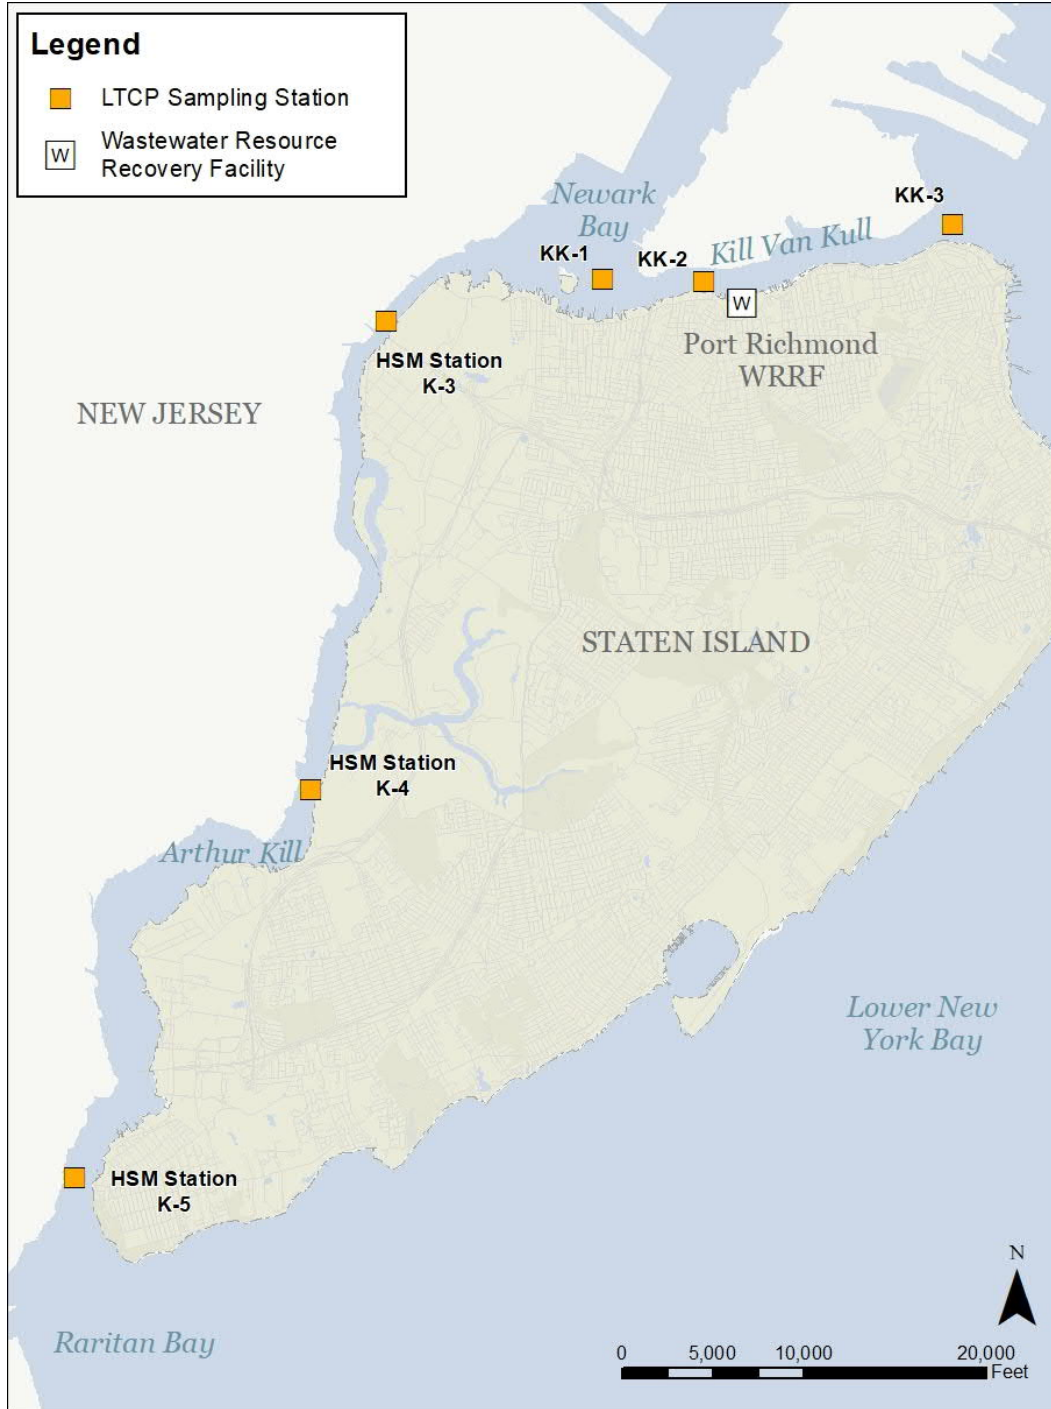 Legend
LTCP Sampling Station
W
Wastewater Resource
Recovery Facility
Newark
Bay
KK-3
KK-1
KK-2
Kill Van Kull
W
Port Richmond
WRRF
HSM Station
K-3
NEW JERSEY
STATEN ISLAND
HSM Station
K-4
Arthur Kill
Lower New
York Bay
HSM Station
K-5
Raritan Bay
N
0
5,000
10,000
20,000
Feet